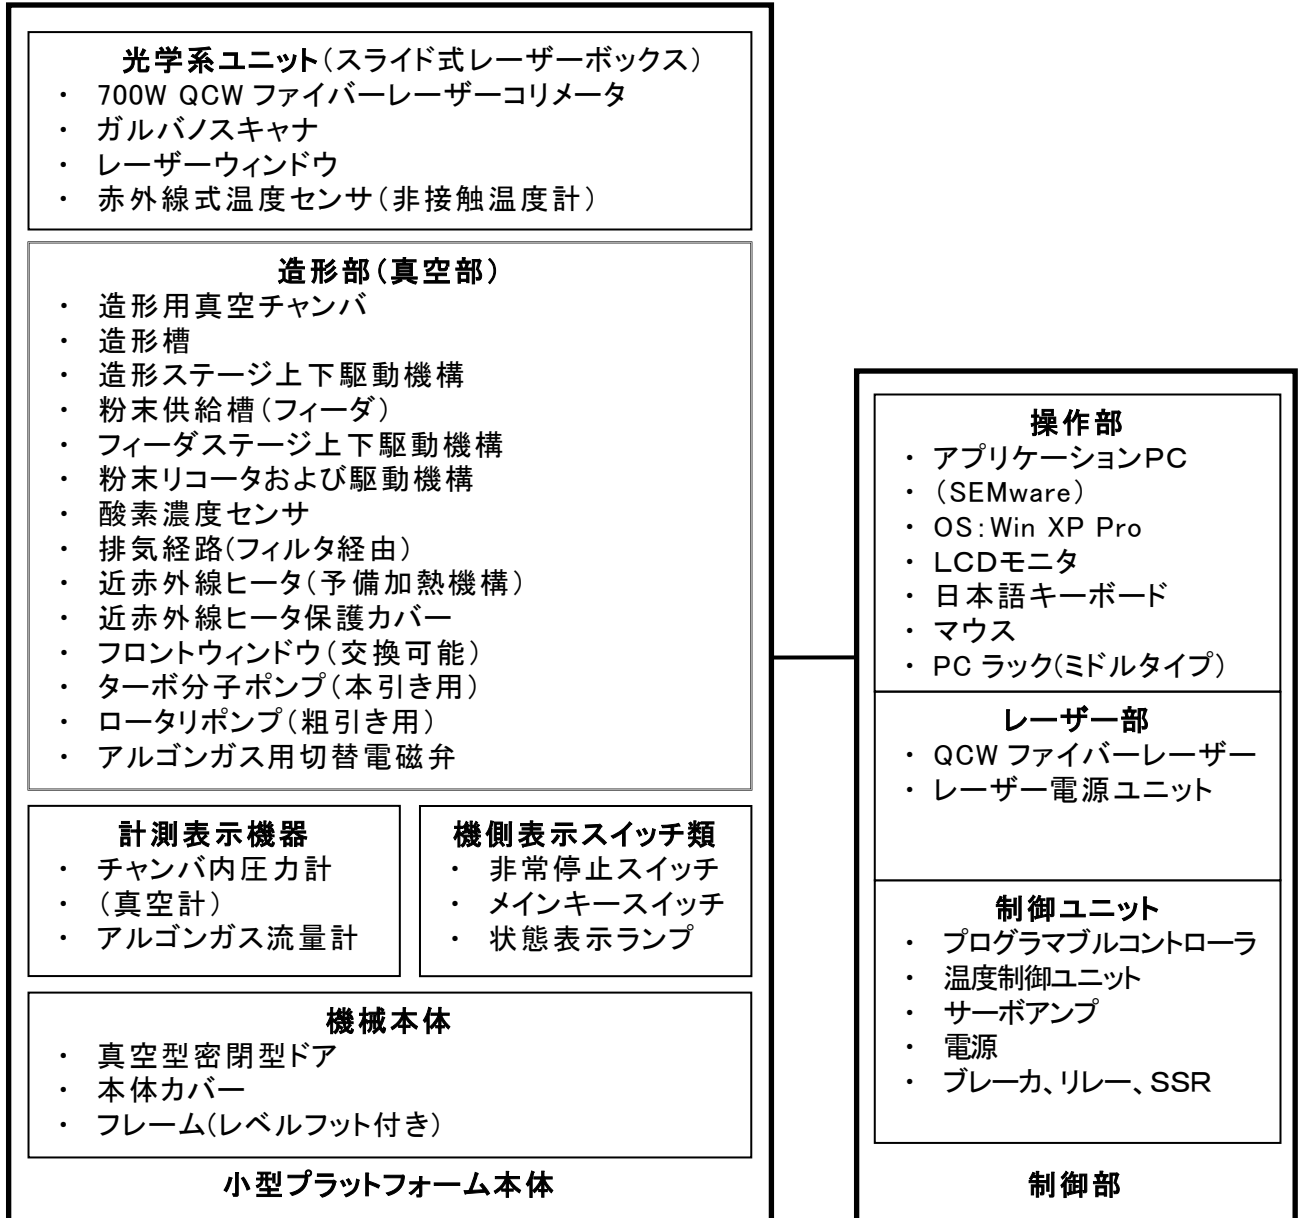 光学系ユニット（スライド式レーザーボックス）
・ 700W QCW ファイバーレーザーコリメータ
・ ガルバノスキャナ
・ レーザーウィンドウ
・ 赤外線式温度センサ（非接触温度計）
造形部（真空部）
・ 造形用真空チャンバ
・ 造形槽
・ 造形ステージ上下駆動機構
・ 粉末供給槽（フィーダ）
・ フィーダステージ上下駆動機構
・ 粉末リコータおよび駆動機構
・ 酸素濃度センサ
・ 排気経路(フィルタ経由）
・ 近赤外線ヒータ(予備加熱機構）
・ 近赤外線ヒータ保護カバー
・ フロントウィンドウ（交換可能）
・ ターボ分子ポンプ（本引き用）
・ ロータリポンプ（粗引き用）
・ アルゴンガス用切替電磁弁
計測表示機器
・ チャンバ内圧力計
・ （真空計）
・ アルゴンガス流量計
機側表示スイッチ類
・ 非常停止スイッチ
・ メインキースイッチ
・ 状態表示ランプ
機械本体
・ 真空型密閉型ドア
・ 本体カバー
・ フレーム(レベルフット付き）
小型プラットフォーム本体
操作部
・ アプリケーションＰＣ
・ （SEMware）
・ OS：Win XP Pro
・ ＬＣＤモニタ
・ 日本語キーボード
・ マウス
・ PC ラック(ミドルタイプ）
レーザー部
・ QCW ファイバーレーザー
・ レーザー電源ユニット
制御ユニット
・ プログラマブルコントローラ
・ 温度制御ユニット
・ サーボアンプ
・ 電源
・ ブレーカ、リレー、ＳＳＲ
制御部